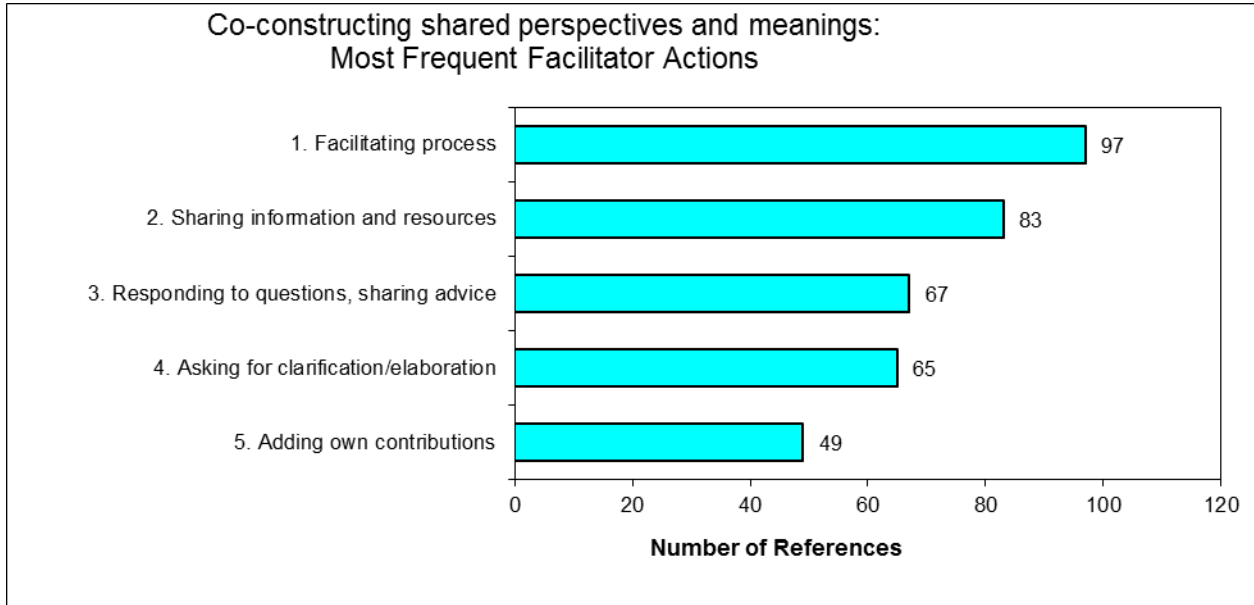 Co-constructing shared perspectives and meanings:
Most Frequent Facilitator Actions
1. Facilitating process
97
2. Sharing information and resources
83
3. Responding to questions, sharing advice
67
4. Asking for clarification/elaboration
65
5. Adding own contributions
49
0 20 40 60 80 100 120
Number of References